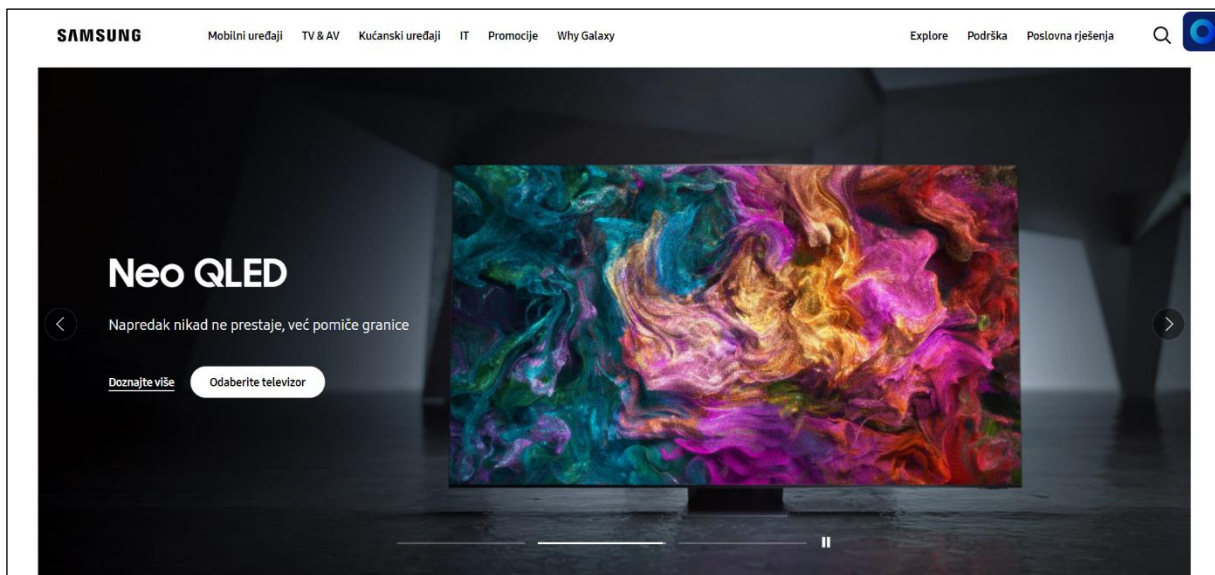 SAMSUNG Mobilni uređaji TV & AV Kućanski uređaji IT Promocije Why Galaxy Explore Podrška Poslovna rješenja
Neo QLED
Napredak nikad ne prestaje, već pomiče granice
Doznajte više Odaberite televizor